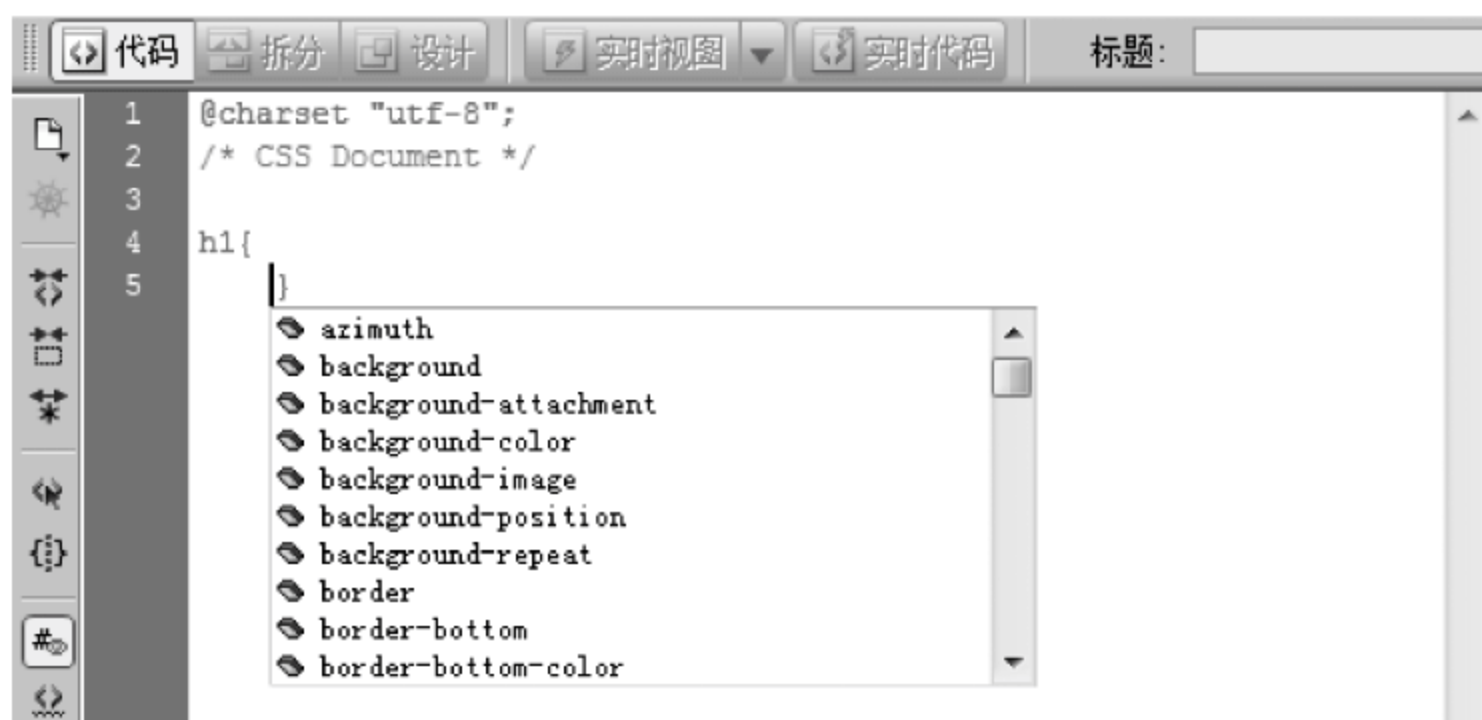 代码 拆分 设计 实时视图 实时代码 标题:
1 @charset "utf-8";
2 /* CSS Document */
3
4 h1{
5 }
azimuth
background
background-attachment
background-color
background-image
background-position
background-repeat
border
border-bottom
border-bottom-color